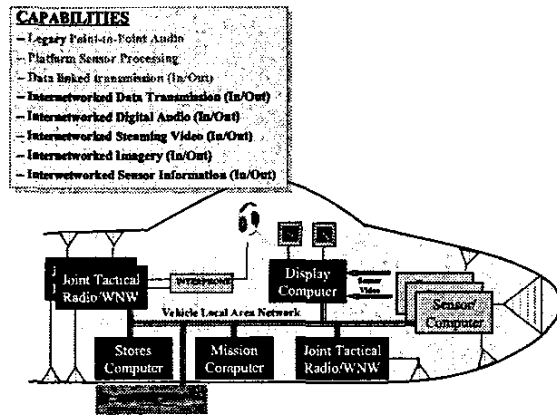 CAPABILITIES
– Legacy Point-to-Point Audio
– Platform Sensor Processing
– Data linked transmission (In/Out)
– Internetworked Data Transmission (In/Out)
– Internetworked Digital Audio (In/Out)
– Internetworked Steaming Video (In/Out)
– Internetworked Imagery (In/Out)
– Interwetworked Sensor Information (In/Out)
J
Joint Tactical
Radio/WNW
INTERPHONE
Display
Computer
Sensor
Video
Sensor/
Computer
Vehicle Local Area Network
Stores
Computer
Mission
Computer
Joint Tactical
Radio/WNW